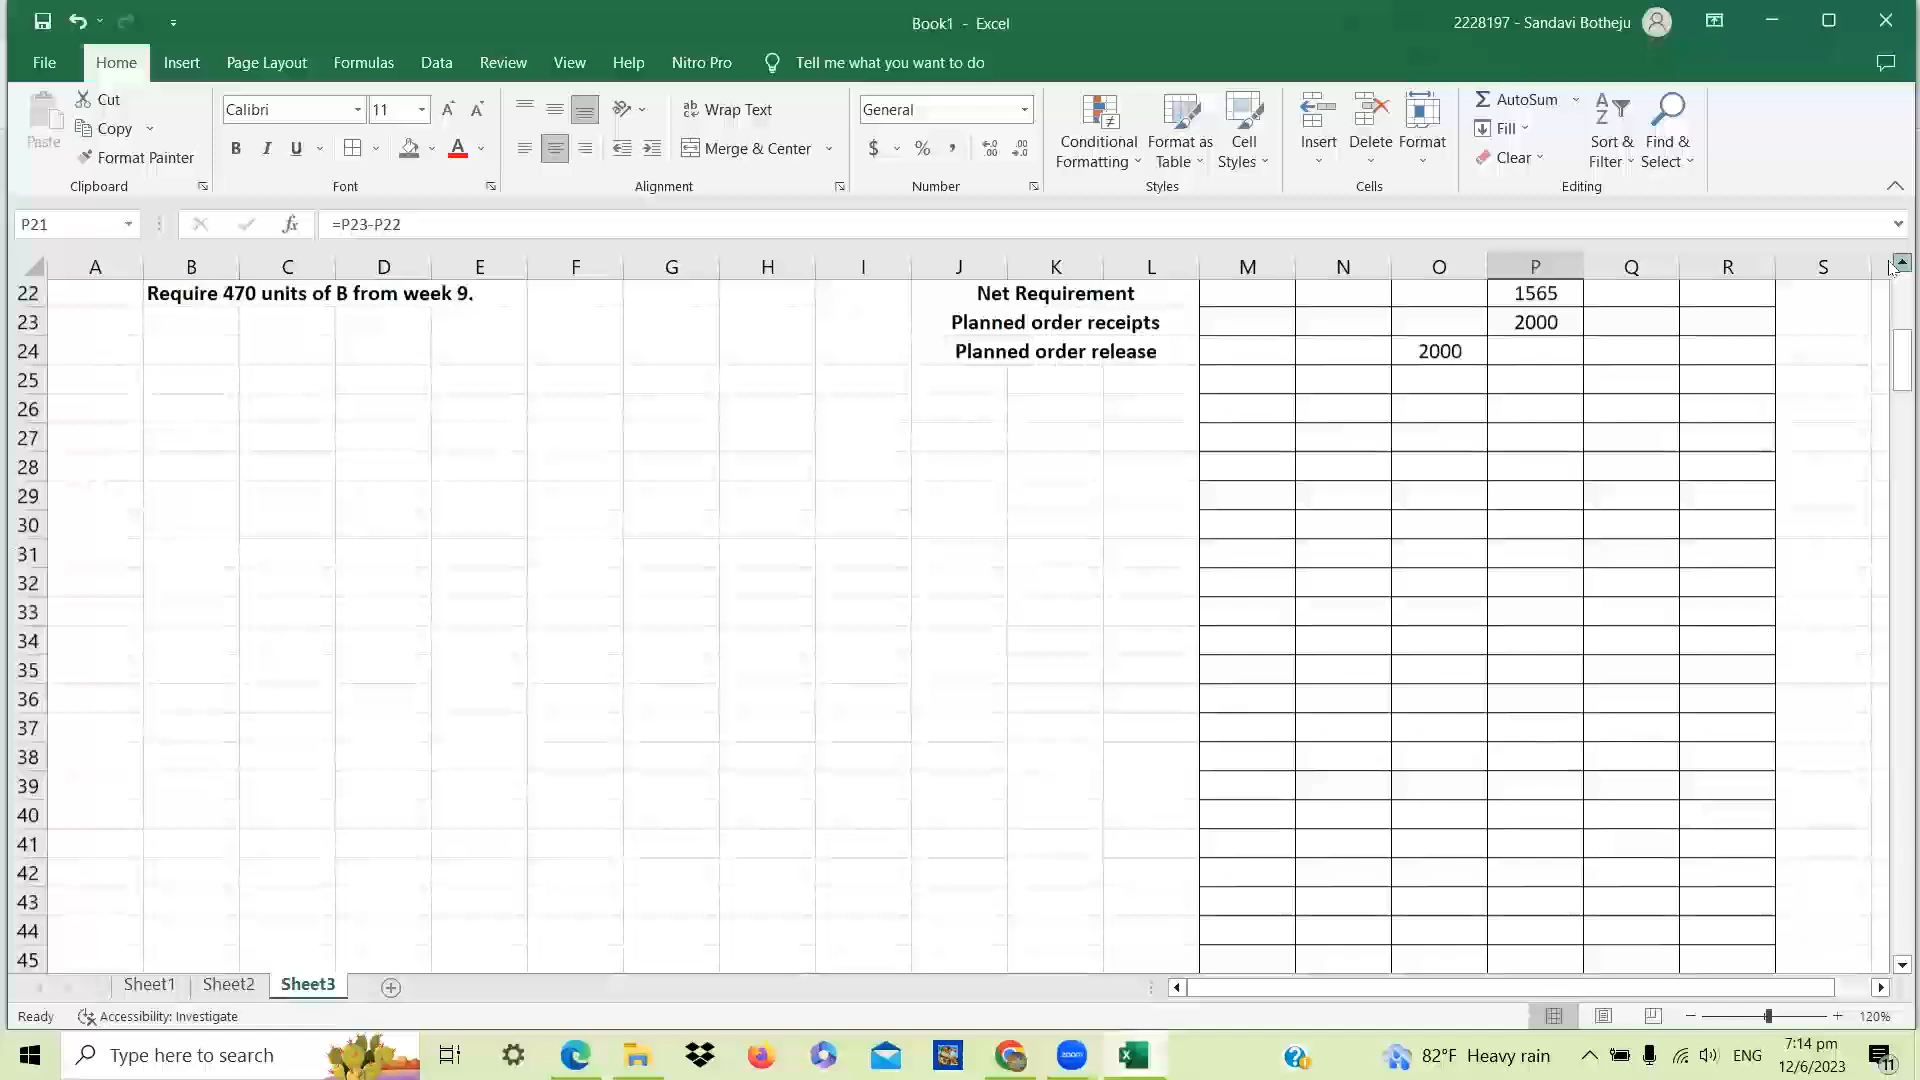 Book1 - Excel
2228197 - Sandavi Botheju
File Home Insert Page Layout Formulas Data Review View Help Nitro Pro Tell me what you want to do
Paste
Cut
Copy
Format Painter
Clipboard
Calibri 11
B I U A
Font
ab Wrap Text
Merge & Center
Alignment
General
$ % ,
Number
Conditional Formatting
Format as Table
Cell Styles
Styles
Insert Delete Format
Cells
AutoSum
Fill
Clear
Sort & Filter
Find & Select
Editing
P21 fx =P23-P22
A B C D E F G H I J K L M N O P Q R S
22 Require 470 units of B from week 9. Net Requirement 1565
23 Planned order receipts 2000
24 Planned order release 2000
25
26
27
28
29
30
31
32
33
34
35
36
37
38
39
40
41
42
43
44
45
Sheet1 Sheet2 Sheet3
Ready Accessibility: Investigate 120%
Type here to search
zoom
82°F Heavy rain
ENG
7:14 pm
12/6/2023
11